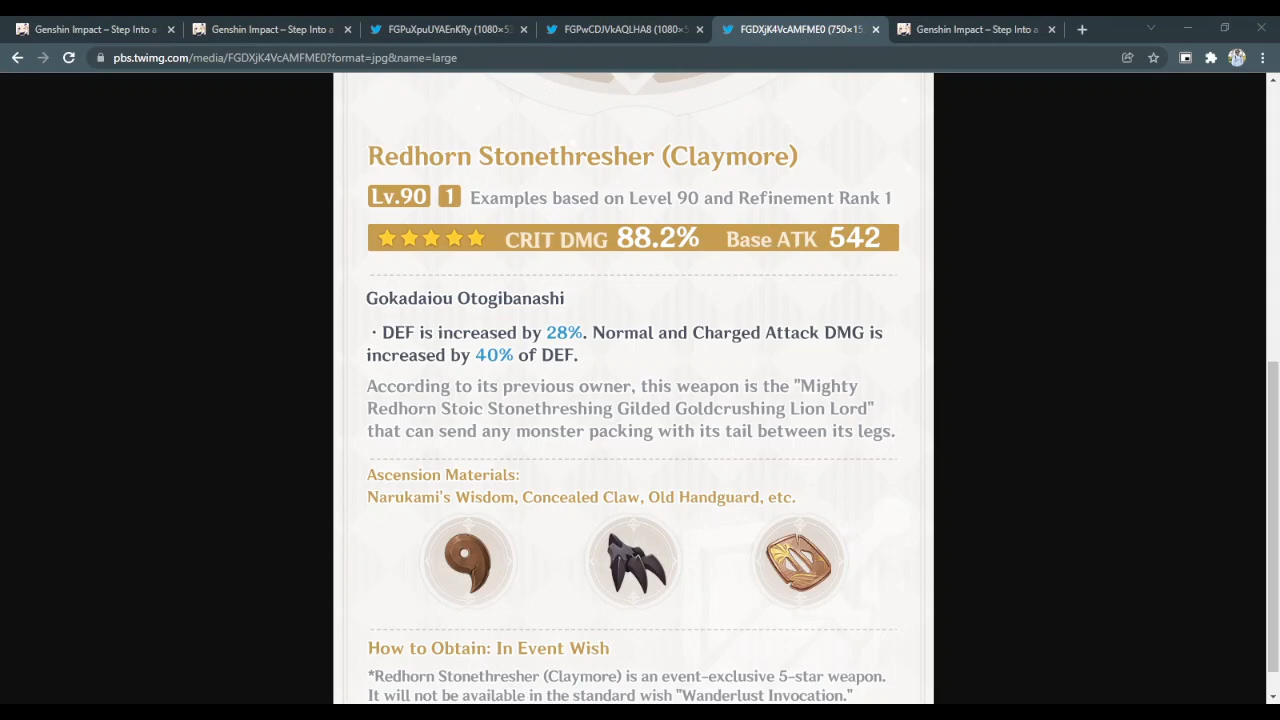 Genshin Impact – Step Into a
Genshin Impact – Step Into a
FGPuXpuUYAEnKRy (1080×5
FGPwCDJVkAQLHA8 (1080×5
FGDXjK4VcAMFME0 (750×15
Genshin Impact – Step Into a
pbs.twimg.com/media/FGDXjK4VcAMFME0?format=jpg&name=large
Redhorn Stonethresher (Claymore)
Lv.90 1 Examples based on Level 90 and Refinement Rank 1
CRIT DMG 88.2% Base ATK 542
Gokadaiou Otogibanashi
· DEF is increased by 28%. Normal and Charged Attack DMG is
increased by 40% of DEF.
According to its previous owner, this weapon is the "Mighty
Redhorn Stoic Stonethreshing Gilded Goldcrushing Lion Lord"
that can send any monster packing with its tail between its legs.
Ascension Materials:
Narukami's Wisdom, Concealed Claw, Old Handguard, etc.
How to Obtain: In Event Wish
*Redhorn Stonethresher (Claymore) is an event-exclusive 5-star weapon.
It will not be available in the standard wish "Wanderlust Invocation."